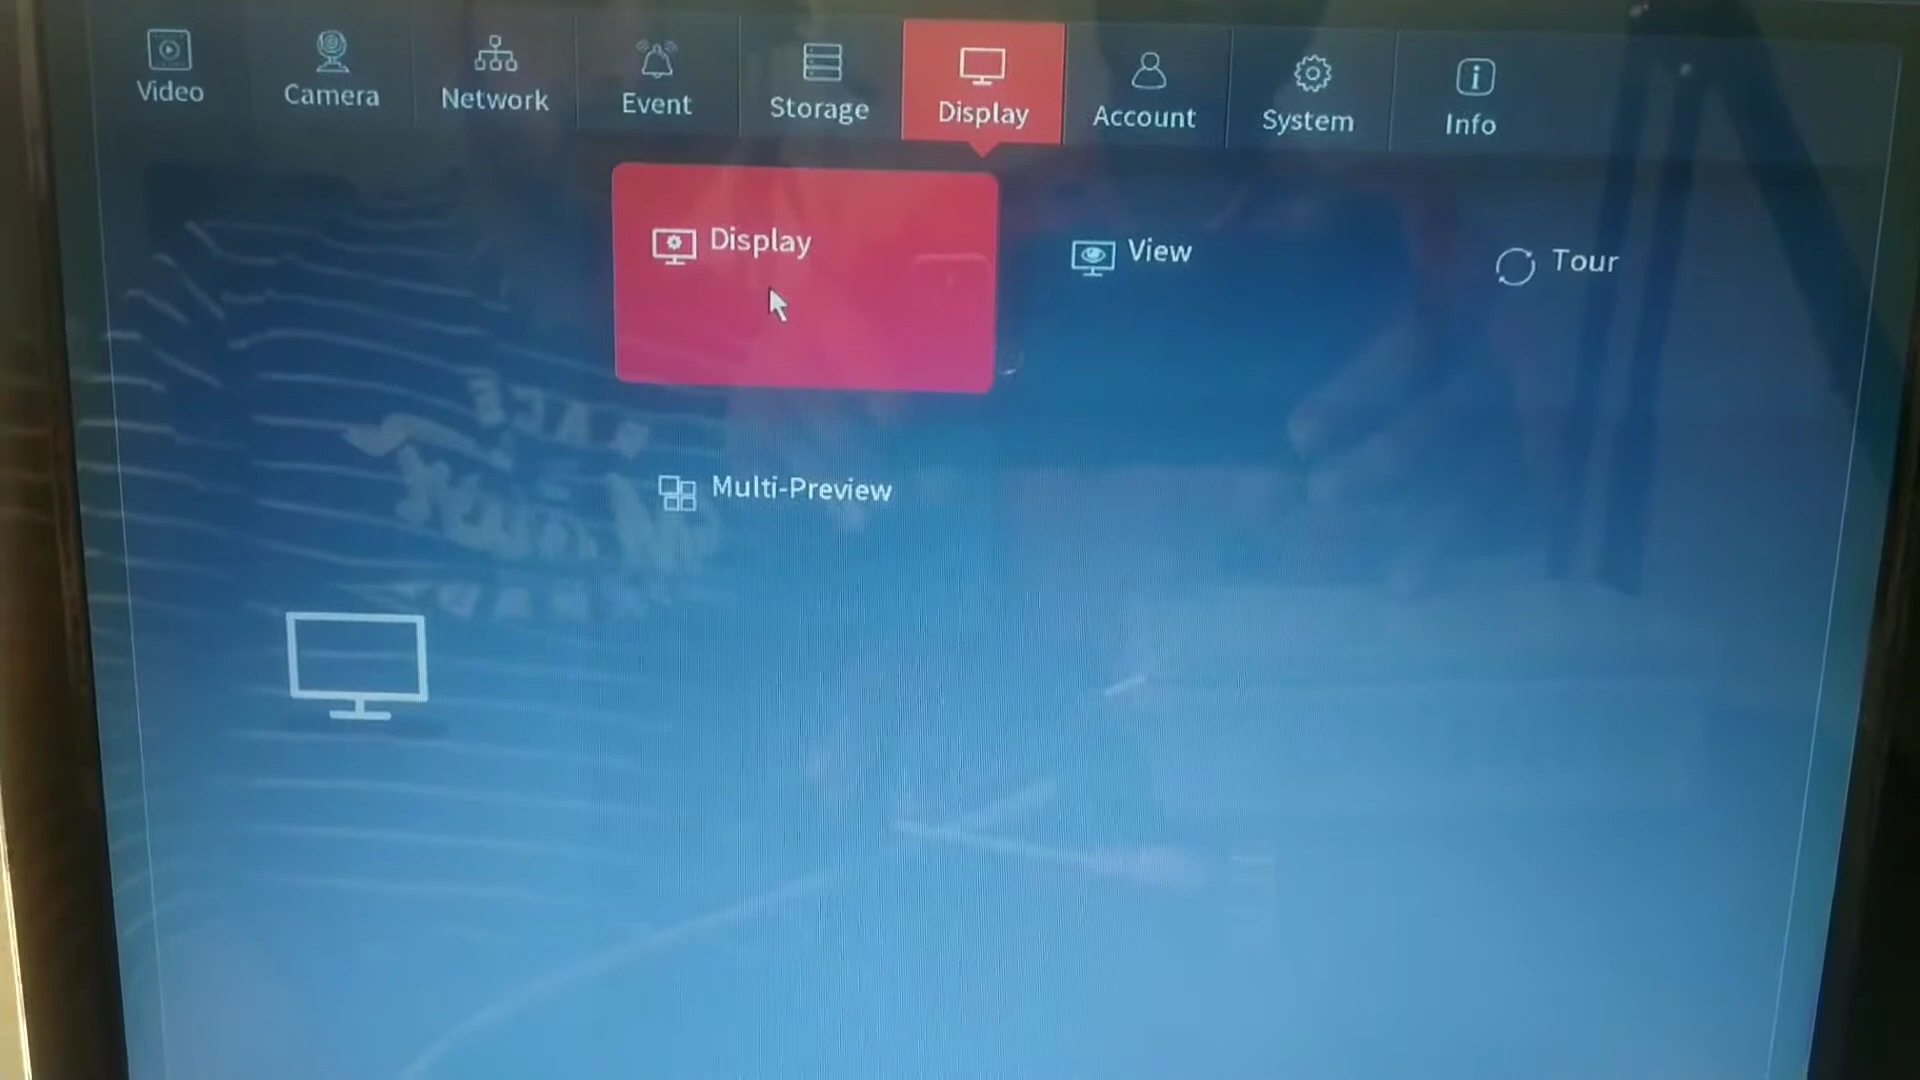 Video
Camera
Network
Event
Storage
Display
Account
System
Info
Display
View
Tour
Multi-Preview